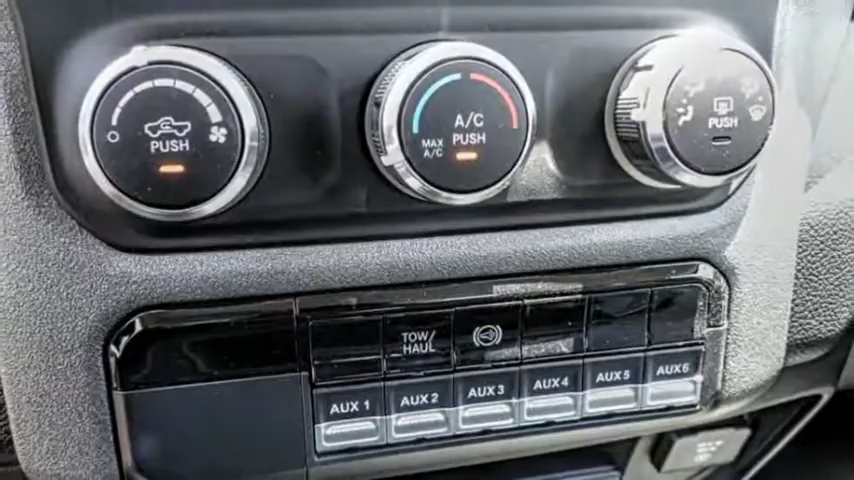 PUSH
A/C
PUSH
MAX
A/C
PUSH
TOW/
HAUL
AUX 1
AUX 2
AUX 3
AUX 4
AUX 5
AUX 6